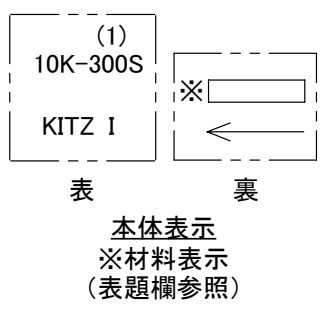 (1)
10K-300S
KITZ I
※
表
裏
本体表示
※材料表示
(表題欄参照)